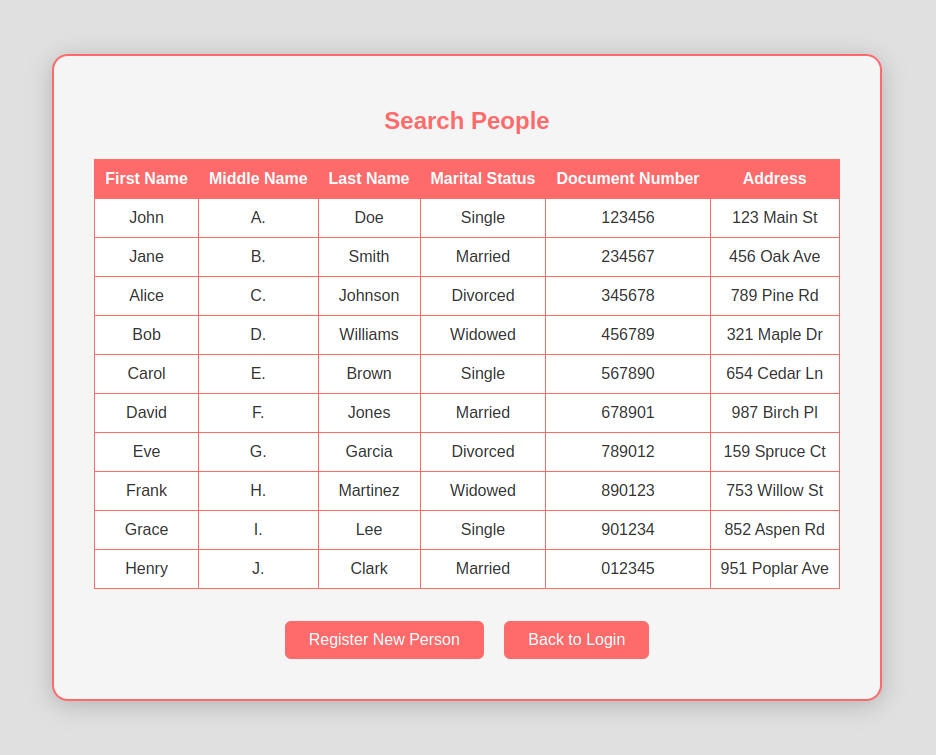 Search People
First Name Middle Name Last Name Marital Status Document Number Address
John A. Doe Single 123456 123 Main St
Jane B. Smith Married 234567 456 Oak Ave
Alice C. Johnson Divorced 345678 789 Pine Rd
Bob D. Williams Widowed 456789 321 Maple Dr
Carol E. Brown Single 567890 654 Cedar Ln
David F. Jones Married 678901 987 Birch Pl
Eve G. Garcia Divorced 789012 159 Spruce Ct
Frank H. Martinez Widowed 890123 753 Willow St
Grace I. Lee Single 901234 852 Aspen Rd
Henry J. Clark Married 012345 951 Poplar Ave
Register New Person Back to Login